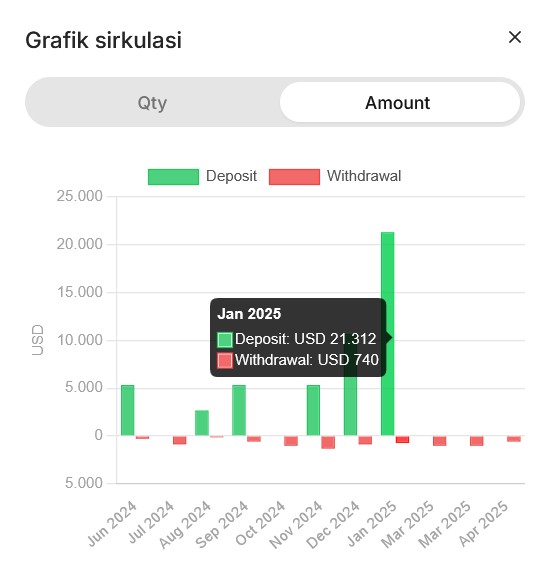 Grafik sirkulasi
Qty
Amount
Deposit
Withdrawal
25.000
20.000
15.000
10.000
5.000
0
5.000
USD
Jan 2025
Deposit: USD 21.312
Withdrawal: USD 740
Jun 2024
Jul 2024
Aug 2024
Sep 2024
Oct 2024
Nov 2024
Dec 2024
Jan 2025
Mar 2025
Mar 2025
Apr 2025